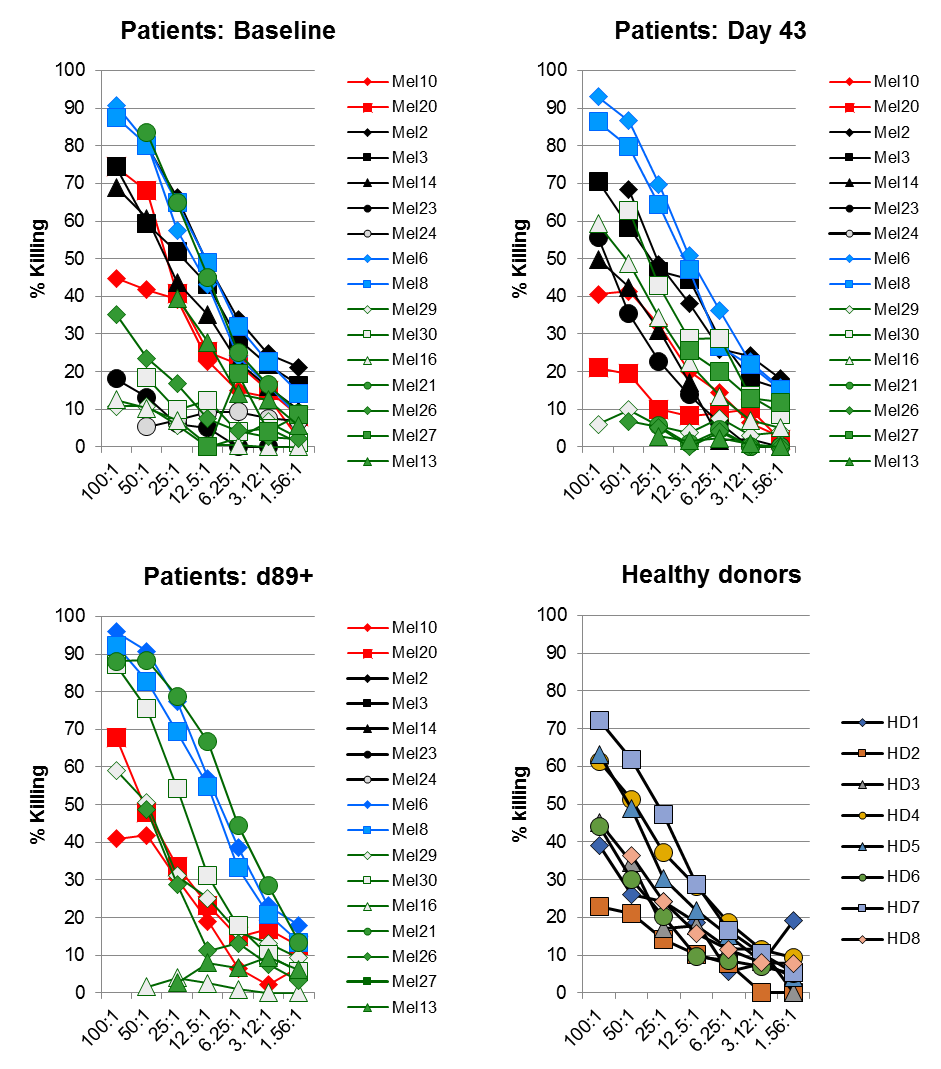 Patients: Baseline
% Killing
100
90
80
70
60
50
40
30
20
10
0
100:1
50:1
25:1
12.5:1
6.25:1
3.12:1
1.56:1
Mel10
Mel20
Mel2
Mel3
Mel14
Mel23
Mel24
Mel6
Mel8
Mel29
Mel30
Mel16
Mel21
Mel26
Mel27
Mel13
Patients: Day 43
% Killing
100
90
80
70
60
50
40
30
20
10
0
100:1
50:1
25:1
12.5:1
6.25:1
3.12:1
1.56:1
Mel10
Mel20
Mel2
Mel3
Mel14
Mel23
Mel24
Mel6
Mel8
Mel29
Mel30
Mel16
Mel21
Mel26
Mel27
Mel13
Patients: d89+
% Killing
100
90
80
70
60
50
40
30
20
10
0
100:1
50:1
25:1
12.5:1
6.25:1
3.12:1
1.56:1
Mel10
Mel20
Mel2
Mel3
Mel14
Mel23
Mel24
Mel6
Mel8
Mel29
Mel30
Mel16
Mel21
Mel26
Mel27
Mel13
Healthy donors
% killing
100
90
80
70
60
50
40
30
20
10
0
100:1
50:1
25:1
12.5:1
6.25:1
3.12:1
1.56:1
HD1
HD2
HD3
HD4
HD5
HD6
HD7
HD8